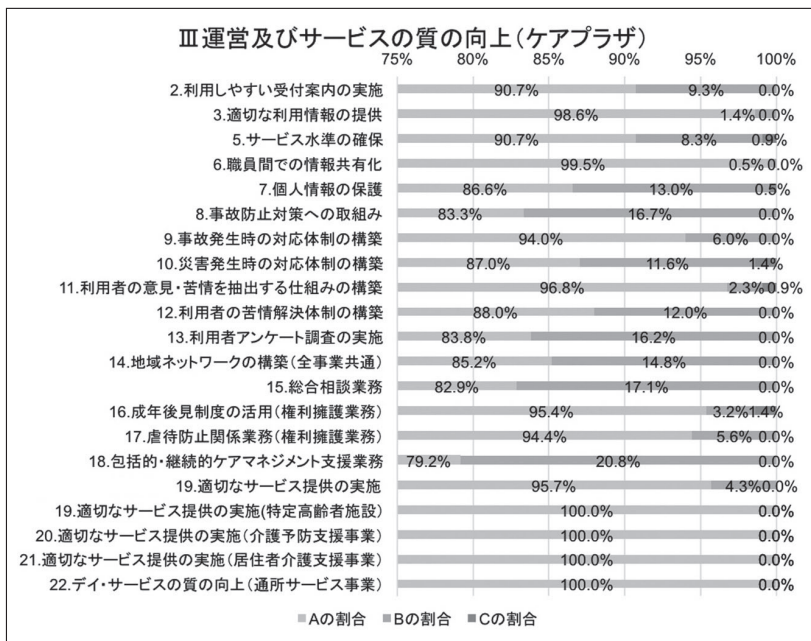 Ⅲ運営及びサービスの質の向上(ケアプラザ)
75% 80% 85% 90% 95% 100%
2.利用しやすい受付案内の実施 90.7% 9.3% 0.0%
3.適切な利用情報の提供 98.6% 1.4% 0.0%
5.サービス水準の確保 90.7% 8.3% 0.9%
6.職員間での情報共有化 99.5% 0.5% 0.0%
7.個人情報の保護 86.6% 13.0% 0.5%
8.事故防止対策への取組み 83.3% 16.7% 0.0%
9.事故発生時の対応体制の構築 94.0% 6.0% 0.0%
10.災害発生時の対応体制の構築 87.0% 11.6% 1.4%
11.利用者の意見・苦情を抽出する仕組みの構築 96.8% 2.3% 0.9%
12.利用者の苦情解決体制の構築 88.0% 12.0% 0.0%
13.利用者アンケート調査の実施 83.8% 16.2% 0.0%
14.地域ネットワークの構築(全事業共通) 85.2% 14.8% 0.0%
15.総合相談業務 82.9% 17.1% 0.0%
16.成年後見制度の活用(権利擁護業務) 95.4% 3.2% 1.4%
17.虐待防止関係業務(権利擁護業務) 94.4% 5.6% 0.0%
18.包括的・継続的ケアマネジメント支援業務 79.2% 20.8% 0.0%
19.適切なサービス提供の実施 95.7% 4.3% 0.0%
19.適切なサービス提供の実施(特定高齢者施設) 100.0% 0.0%
20.適切なサービス提供の実施(介護予防支援事業) 100.0% 0.0%
21.適切なサービス提供の実施(居住者介護支援事業) 100.0% 0.0%
22.デイ・サービスの質の向上(通所サービス事業) 100.0% 0.0%
Aの割合 Bの割合 Cの割合